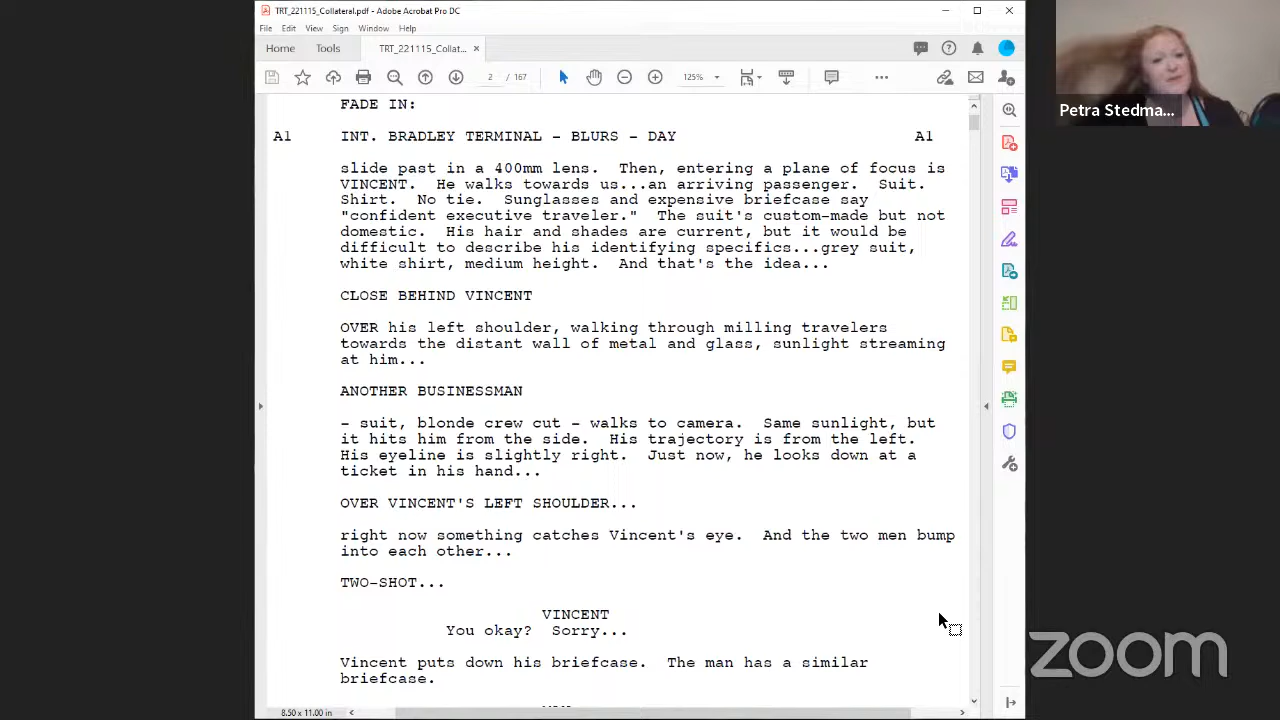 TRT_221115_Collateral.pdf - Adobe Acrobat Pro DC
File Edit View Sign Window Help
Home Tools TRT_221115_Collat... ×
2 / 167 125%
Petra Stedma...
FADE IN:
A1 INT. BRADLEY TERMINAL - BLURS - DAY A1
slide past in a 400mm lens. Then, entering a plane of focus is
VINCENT. He walks towards us...an arriving passenger. Suit.
Shirt. No tie. Sunglasses and expensive briefcase say
"confident executive traveler." The suit's custom-made but not
domestic. His hair and shades are current, but it would be
difficult to describe his identifying specifics...grey suit,
white shirt, medium height. And that's the idea...
CLOSE BEHIND VINCENT
OVER his left shoulder, walking through milling travelers
towards the distant wall of metal and glass, sunlight streaming
at him...
ANOTHER BUSINESSMAN
- suit, blonde crew cut - walks to camera. Same sunlight, but
it hits him from the side. His trajectory is from the left.
His eyeline is slightly right. Just now, he looks down at a
ticket in his hand...
OVER VINCENT'S LEFT SHOULDER...
right now something catches Vincent's eye. And the two men bump
into each other...
TWO-SHOT...
VINCENT
You okay? Sorry...
Vincent puts down his briefcase. The man has a similar
briefcase.
8.50 x 11.00 in
zoom